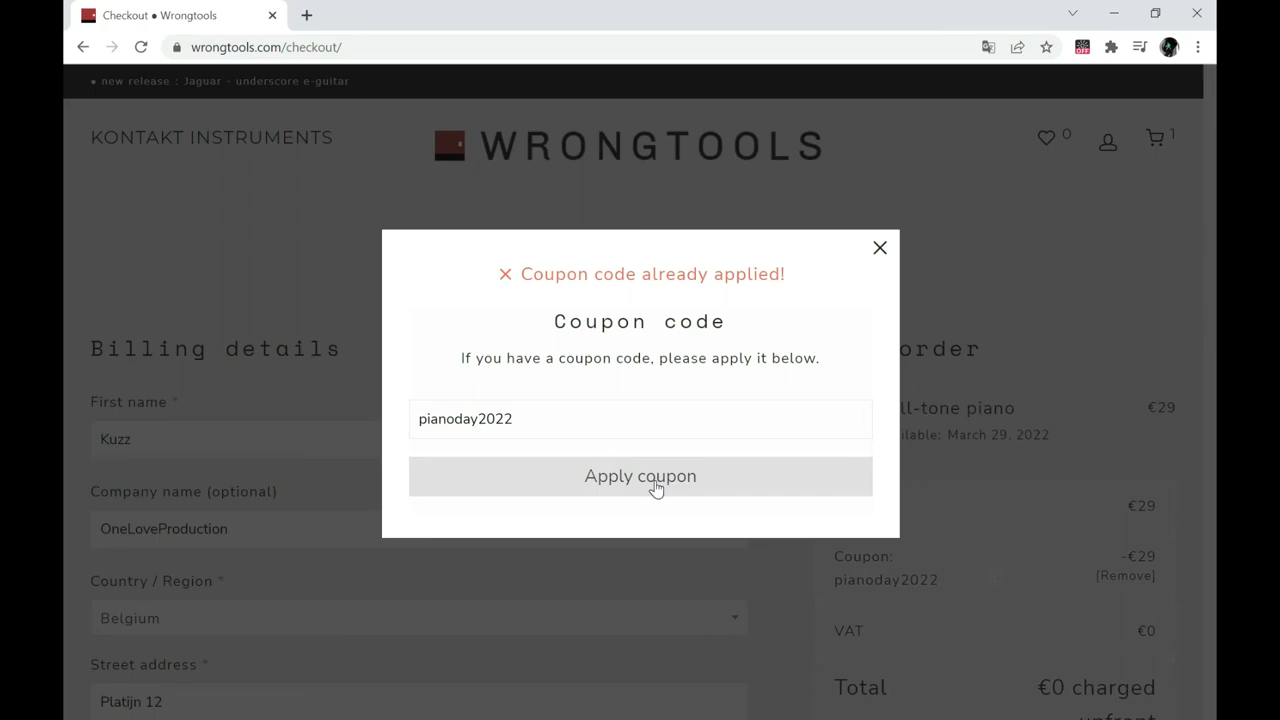 Checkout ● Wrongtools
wrongtools.com/checkout/
OFF
● new release : Jaguar - underscore e-guitar
KONTAKT INSTRUMENTS
WRONGTOOLS
0
1
Coupon code already applied!
Coupon code
If you have a coupon code, please apply it below.
pianoday2022
Apply coupon
Billing details
First name *
Kuzz
Company name (optional)
OneLoveProduction
Country / Region *
Belgium
Street address *
Platijn 12
order
ll-tone piano €29
ilable: March 29, 2022
€29
Coupon: -€29
pianoday2022 [Remove]
VAT €0
Total €0 charged